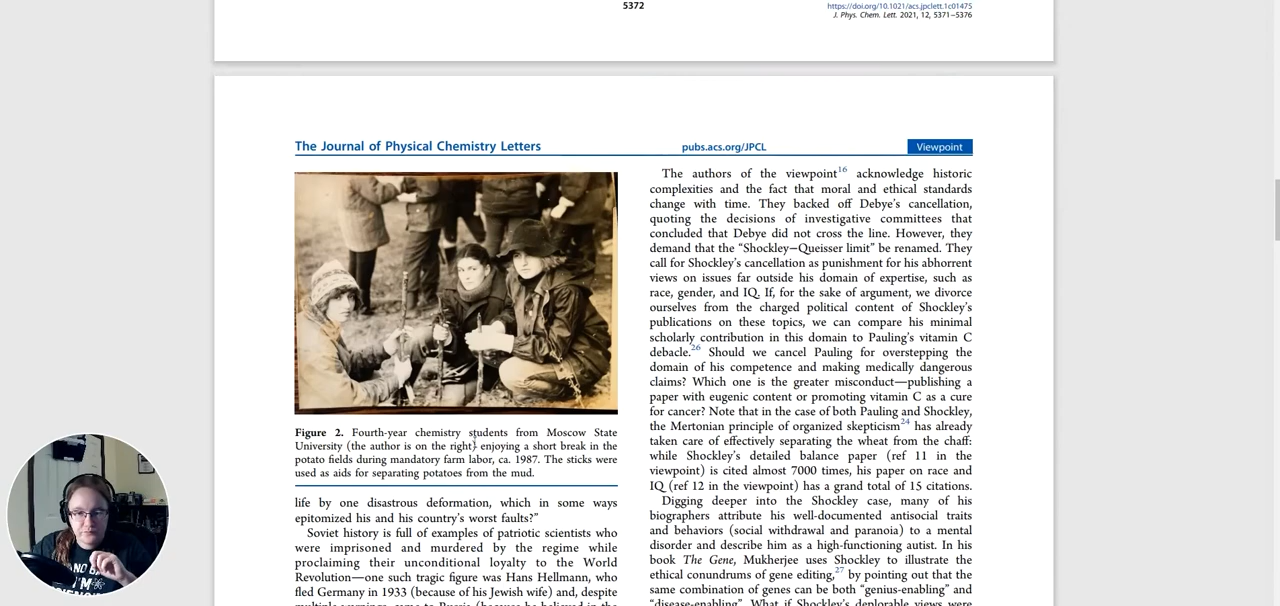 5372
https://doi.org/10.1021/acs.jpclett.1c01475
J. Phys. Chem. Lett. 2021, 12, 5371−5376
The Journal of Physical Chemistry Letters
pubs.acs.org/JPCL
Viewpoint
Figure 2. Fourth-year chemistry students from Moscow State
University (the author is on the right) enjoying a short break in the
potato fields during mandatory farm labor, ca. 1987. The sticks were
used as aids for separating potatoes from the mud.
life by one disastrous deformation, which in some ways
epitomized his and his country's worst faults?”
Soviet history is full of examples of patriotic scientists who
were imprisoned and murdered by the regime while
proclaiming their unconditional loyalty to the World
Revolution—one such tragic figure was Hans Hellmann, who
fled Germany in 1933 (because of his Jewish wife) and, despite
multiple warnings, came to Russia (because he believed in the
The authors of the viewpoint16 acknowledge historic
complexities and the fact that moral and ethical standards
change with time. They backed off Debye's cancellation,
quoting the decisions of investigative committees that
concluded that Debye did not cross the line. However, they
demand that the “Shockley−Queisser limit” be renamed. They
call for Shockley's cancellation as punishment for his abhorrent
views on issues far outside his domain of expertise, such as
race, gender, and IQ. If, for the sake of argument, we divorce
ourselves from the charged political content of Shockley's
publications on these topics, we can compare his minimal
scholarly contribution in this domain to Pauling's vitamin C
debacle.26 Should we cancel Pauling for overstepping the
domain of his competence and making medically dangerous
claims? Which one is the greater misconduct—publishing a
paper with eugenic content or promoting vitamin C as a cure
for cancer? Note that in the case of both Pauling and Shockley,
the Mertonian principle of organized skepticism24 has already
taken care of effectively separating the wheat from the chaff:
while Shockley's detailed balance paper (ref 11 in the
viewpoint) is cited almost 7000 times, his paper on race and
IQ (ref 12 in the viewpoint) has a grand total of 15 citations.
Digging deeper into the Shockley case, many of his
biographers attribute his well-documented antisocial traits
and behaviors (social withdrawal and paranoia) to a mental
disorder and describe him as a high-functioning autist. In his
book The Gene, Mukherjee uses Shockley to illustrate the
ethical conundrums of gene editing,27 by pointing out that the
same combination of genes can be both “genius-enabling” and
“disease-enabling”. What if Shockley's deplorable views were